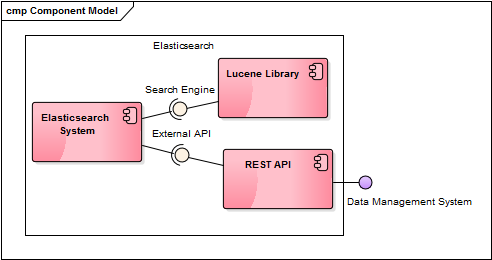 cmp Component Model
Elasticsearch
Lucene Library
Search Engine
Elasticsearch
System
External API
REST API
Data Management System